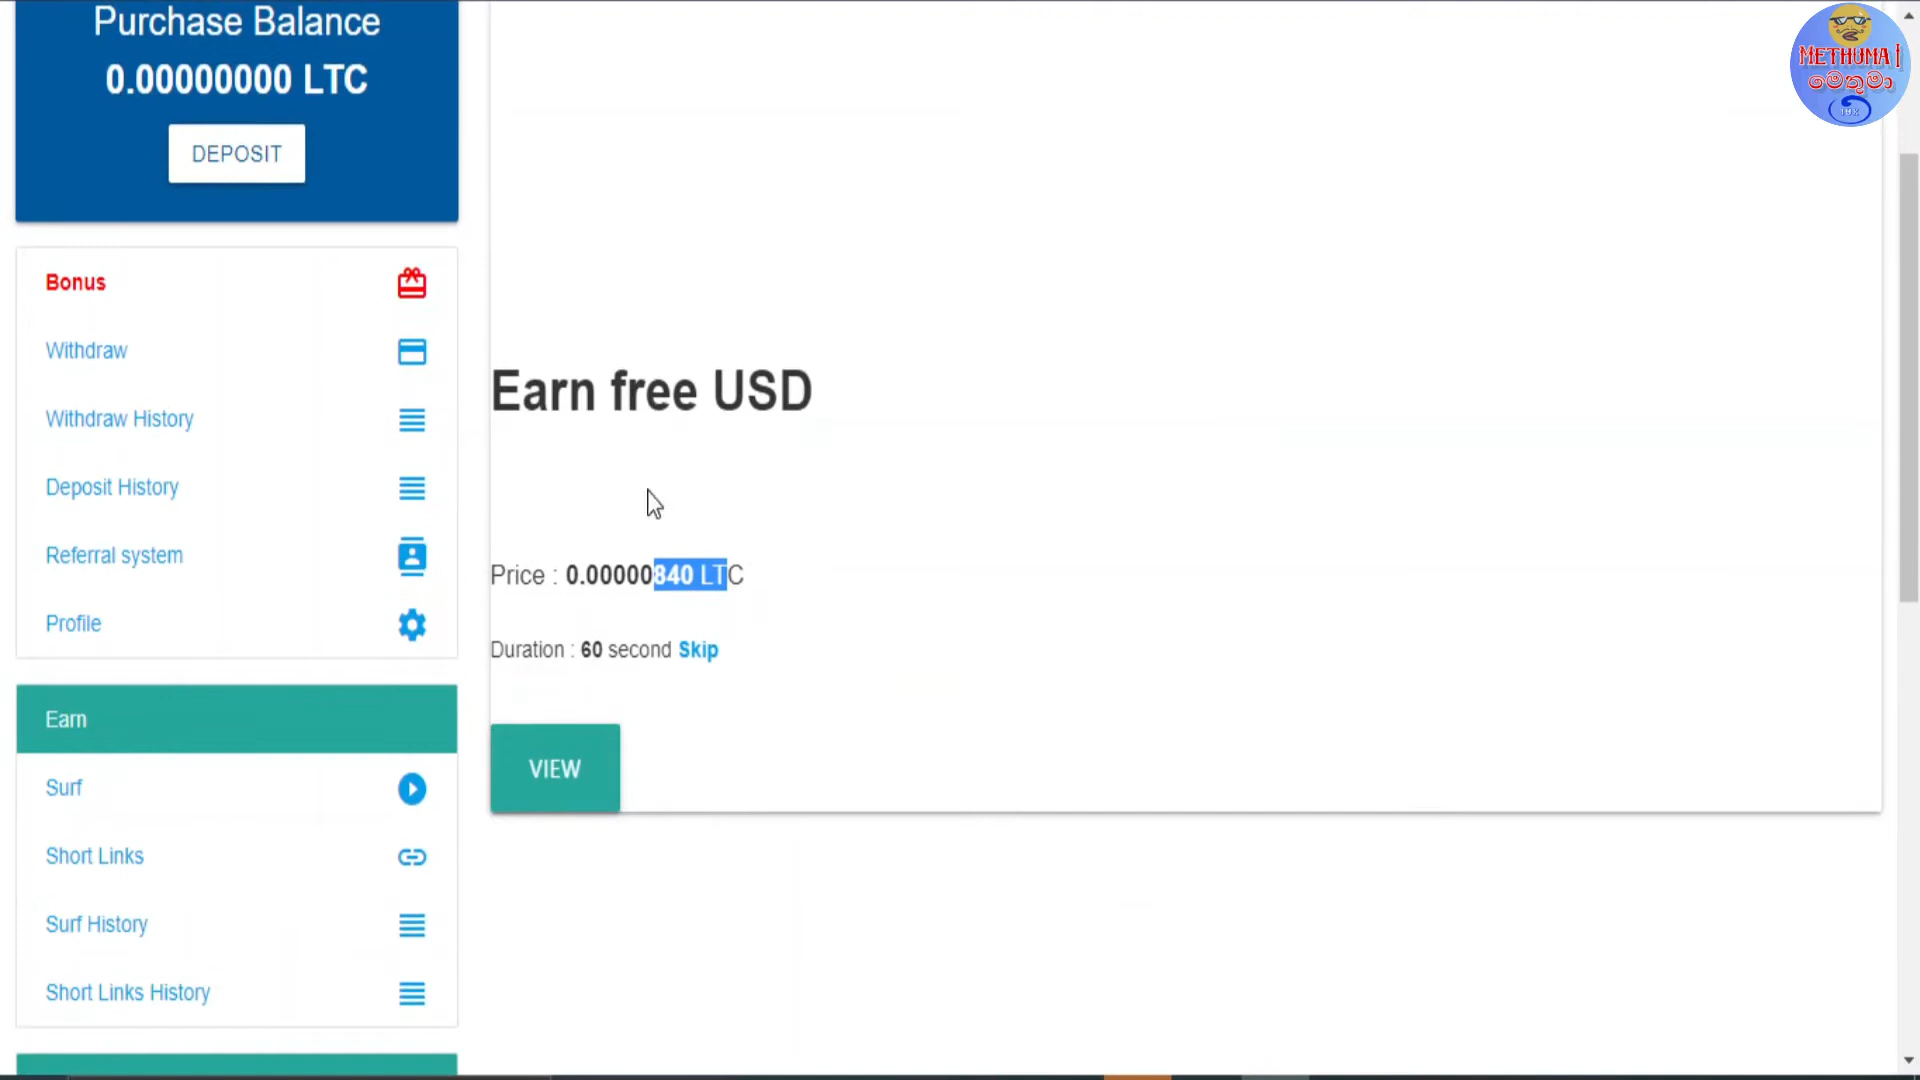 Purchase Balance
0.00000000 LTC
DEPOSIT
Bonus
Withdraw
Withdraw History
Deposit History
Referral system
Profile
Earn
Surf
Short Links
Surf History
Short Links History
Earn free USD
Price : 0.00000840 LTC
Duration : 60 second Skip
VIEW
METHUMA |
මෙතුමා